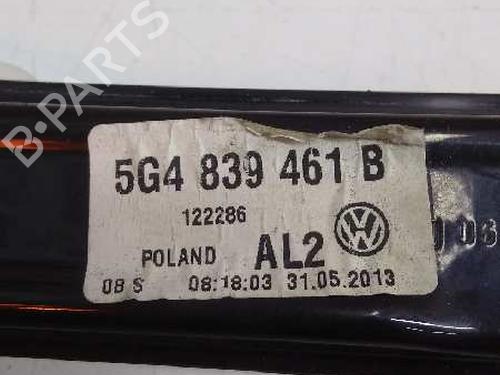 B-PARTS
5G4 839 461 B
122286
POLAND AL2
08 S 08:18:03 31.05.2013